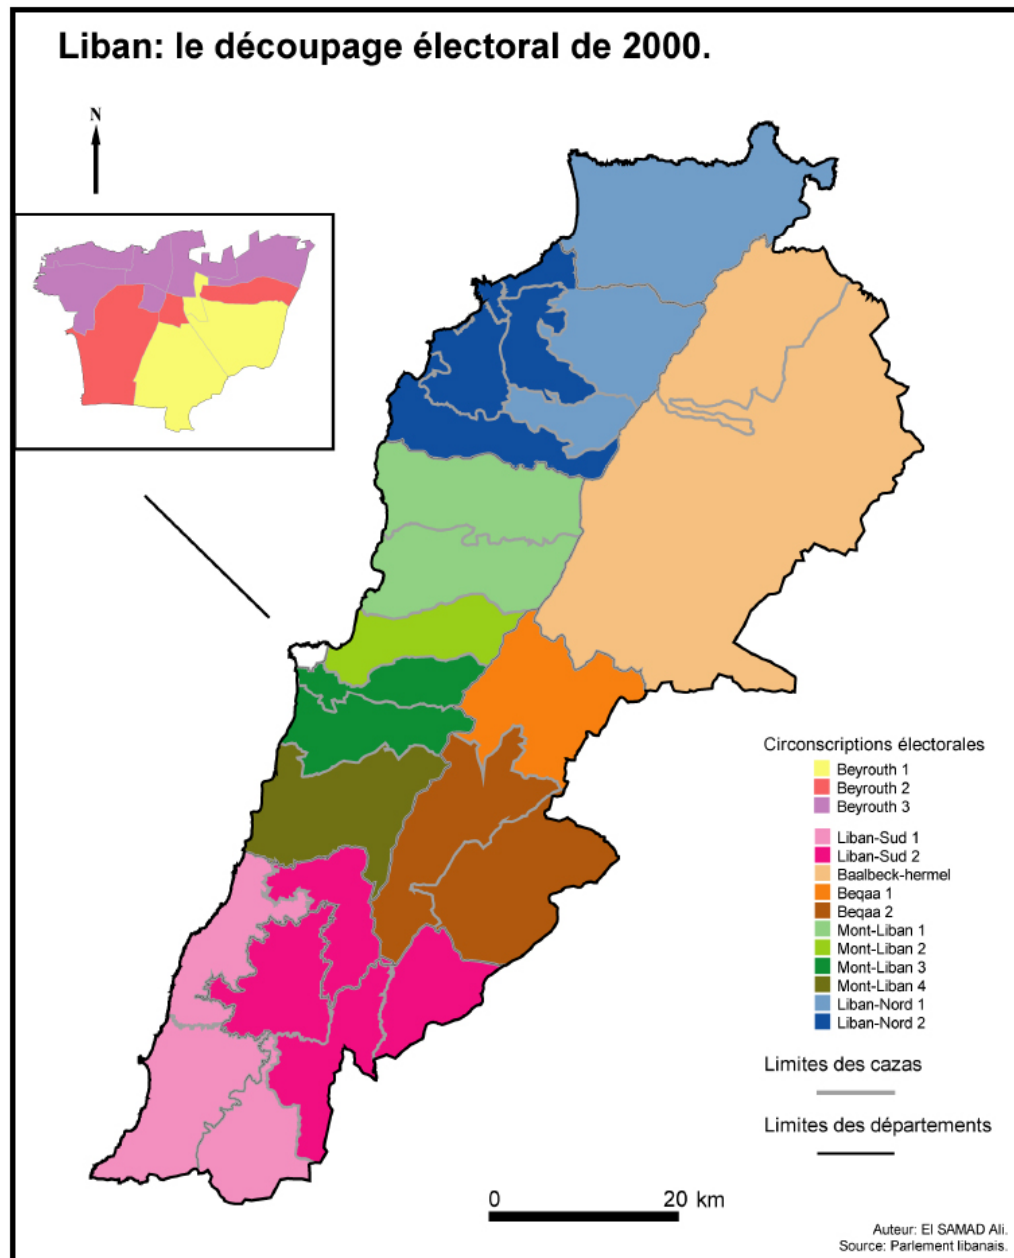 Liban: le découpage électoral de 2000.
N
Circonscriptions électorales
Beyrouth 1
Beyrouth 2
Beyrouth 3
Liban-Sud 1
Liban-Sud 2
Baalbeck-hermel
Beqaa 1
Beqaa 2
Mont-Liban 1
Mont-Liban 2
Mont-Liban 3
Mont-Liban 4
Liban-Nord 1
Liban-Nord 2
Limites des cazas
Limites des départements
0 20 km
Auteur: El SAMAD Ali.
Source: Parlement libanais.